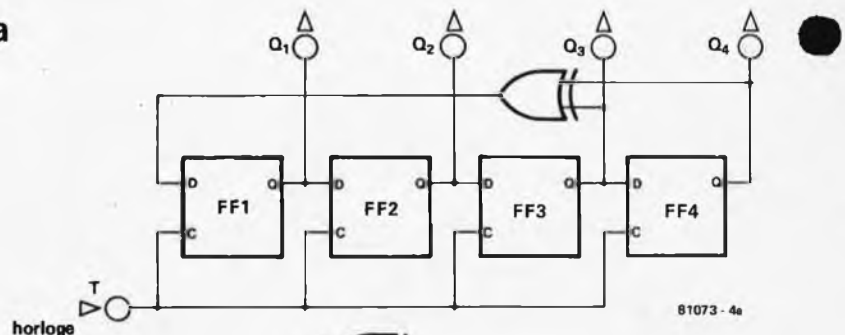 a
Q1 Q2 Q3 Q4
D Q D Q D Q D Q
FF1 FF2 FF3 FF4
C C C C
T
81073 - 4a
horloge